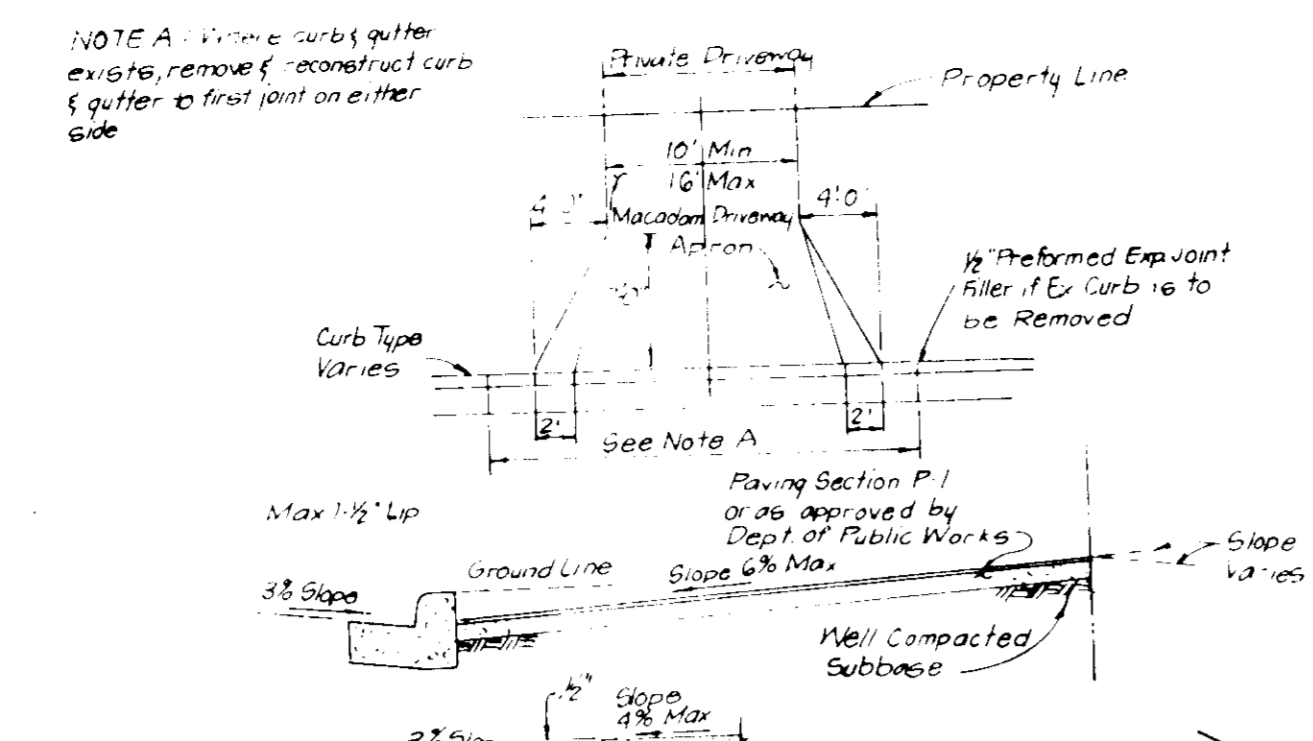 NOTE A : Where curb & gutter
exists, remove & reconstruct curb
& gutter to first joint on either
side
Private Driveway
Property Line
10' Min
16' Max
4'0"
Macadam Driveway
Apron
1/2" Preformed Exp Joint
Filler if Ex Curb is to
be Removed
Curb Type
Varies
2'
2'
See Note A
Paving Section P-1
or as approved by
Dept. of Public Works
Max 1-1/2" Lip
Ground Line
Slope 6% Max
Slope
varies
3% Slope
Well Compacted
Subbase
1/2"
Slope
4% Max